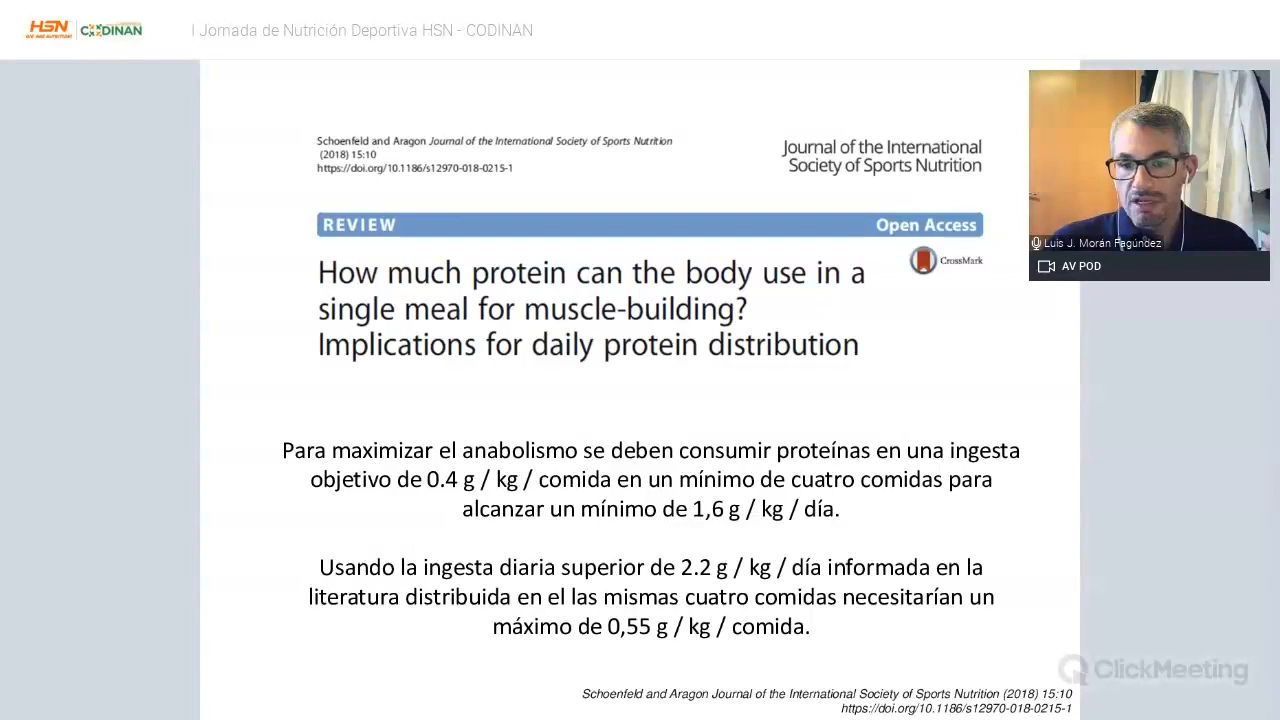 HSN
CODINAN
I Jornada de Nutrición Deportiva HSN - CODINAN
Schoenfeld and Aragon Journal of the International Society of Sports Nutrition
(2018) 15:10
https://doi.org/10.1186/s12970-018-0215-1
Journal of the International
Society of Sports Nutrition
REVIEW
Open Access
CrossMark
How much protein can the body use in a
single meal for muscle-building?
Implications for daily protein distribution
Luis J. Morán Fagúndez
AV POD
Para maximizar el anabolismo se deben consumir proteínas en una ingesta
objetivo de 0.4 g / kg / comida en un mínimo de cuatro comidas para
alcanzar un mínimo de 1,6 g / kg / día.
Usando la ingesta diaria superior de 2.2 g / kg / día informada en la
literatura distribuida en el las mismas cuatro comidas necesitarían un
máximo de 0,55 g / kg / comida.
ClickMeeting
Schoenfeld and Aragon Journal of the International Society of Sports Nutrition (2018) 15:10
https://doi.org/10.1186/s12970-018-0215-1